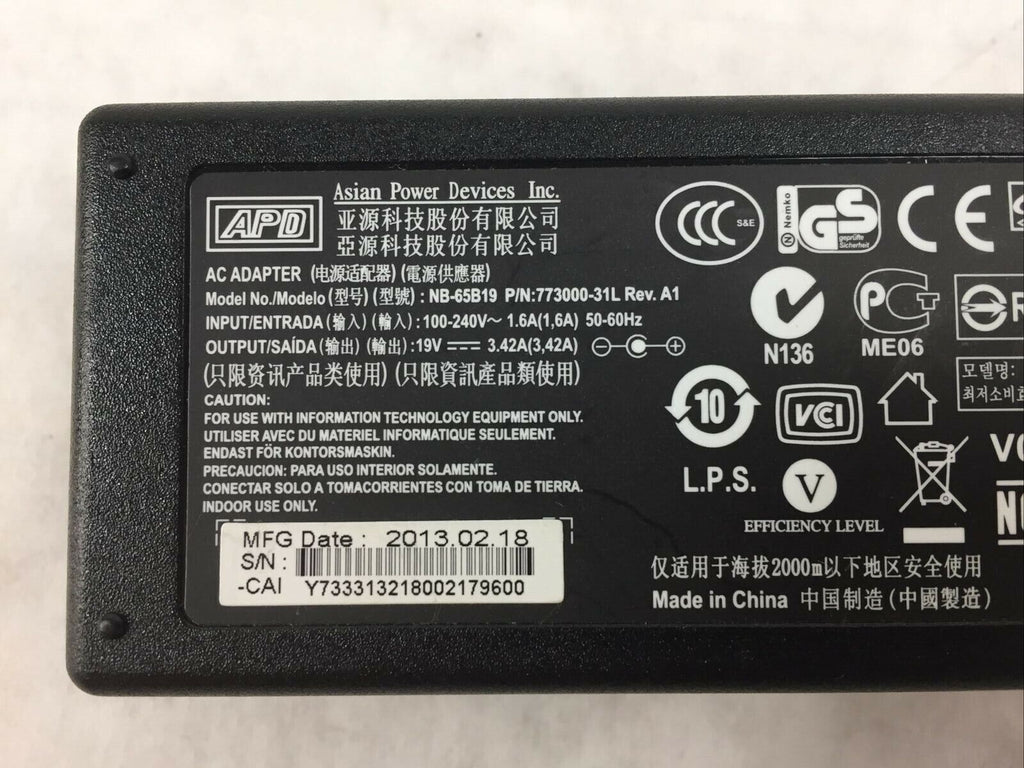 APD
Asian Power Devices Inc.
亚源科技股份有限公司
亞源科技股份有限公司
AC ADAPTER (电源适配器) (電源供應器)
Model No./Modelo (型号) (型號) : NB-65B19 P/N:773000-31L Rev. A1
INPUT/ENTRADA (输入) (輸入) : 100-240V~ 1.6A(1,6A) 50-60Hz
OUTPUT/SAÍDA (输出) (輸出) :19V 3.42A(3,42A)
(只限资讯产品类使用) (只限資訊產品類使用)
CAUTION:
FOR USE WITH INFORMATION TECHNOLOGY EQUIPMENT ONLY.
UTILISER AVEC DU MATERIEL INFORMATIQUE SEULEMENT.
ENDAST FÖR KONTORSMASKIN.
PRECAUCION: PARA USO INTERIOR SOLAMENTE.
CONECTAR SOLO A TOMACORRIENTES CON TOMA DE TIERRA.
INDOOR USE ONLY.
MFG Date : 2013.02.18
S/N :
-CAI Y733313218002179600
CCC S&E
N Nemko
GS
geprüfte
Sicherheit
CE
N136
PCT
ME06
R
모델명:
최저소비효
10
VCI
L.P.S.
V
EFFICIENCY LEVEL
仅适用于海拔2000m以下地区安全使用
Made in China 中国制造 (中國製造)